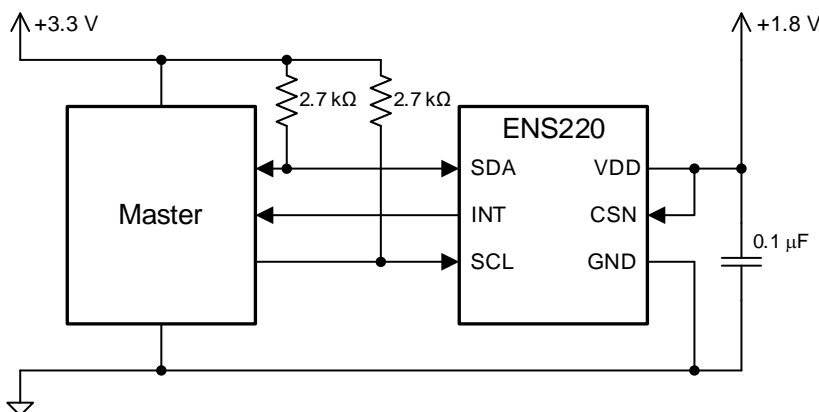 +3.3 V
+1.8 V
2.7 kΩ
2.7 kΩ
ENS220
SDA
VDD
Master
INT
CSN
SCL
GND
0.1 μF